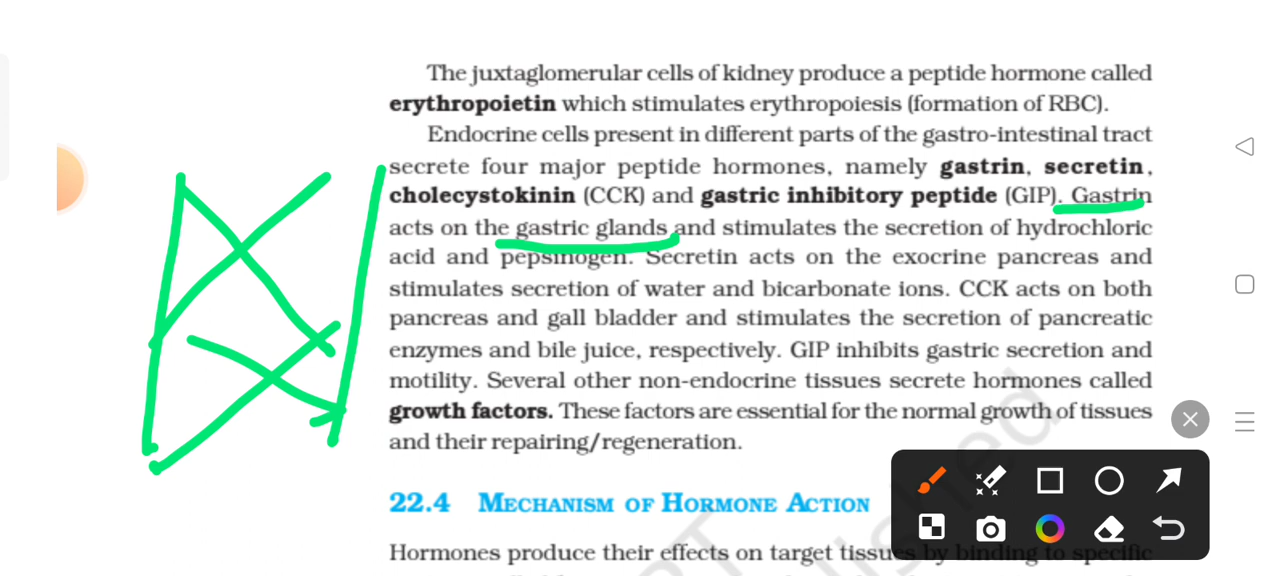 The juxtaglomerular cells of kidney produce a peptide hormone called
erythropoietin which stimulates erythropoiesis (formation of RBC).
Endocrine cells present in different parts of the gastro-intestinal tract
secrete four major peptide hormones, namely gastrin, secretin,
cholecystokinin (CCK) and gastric inhibitory peptide (GIP). Gastrin
acts on the gastric glands and stimulates the secretion of hydrochloric
acid and pepsinogen. Secretin acts on the exocrine pancreas and
stimulates secretion of water and bicarbonate ions. CCK acts on both
pancreas and gall bladder and stimulates the secretion of pancreatic
enzymes and bile juice, respectively. GIP inhibits gastric secretion and
motility. Several other non-endocrine tissues secrete hormones called
growth factors. These factors are essential for the normal growth of tissues
and their repairing/regeneration.
22.4 MECHANISM OF HORMONE ACTION
Hormones produce their effects on target tissues by binding to specific